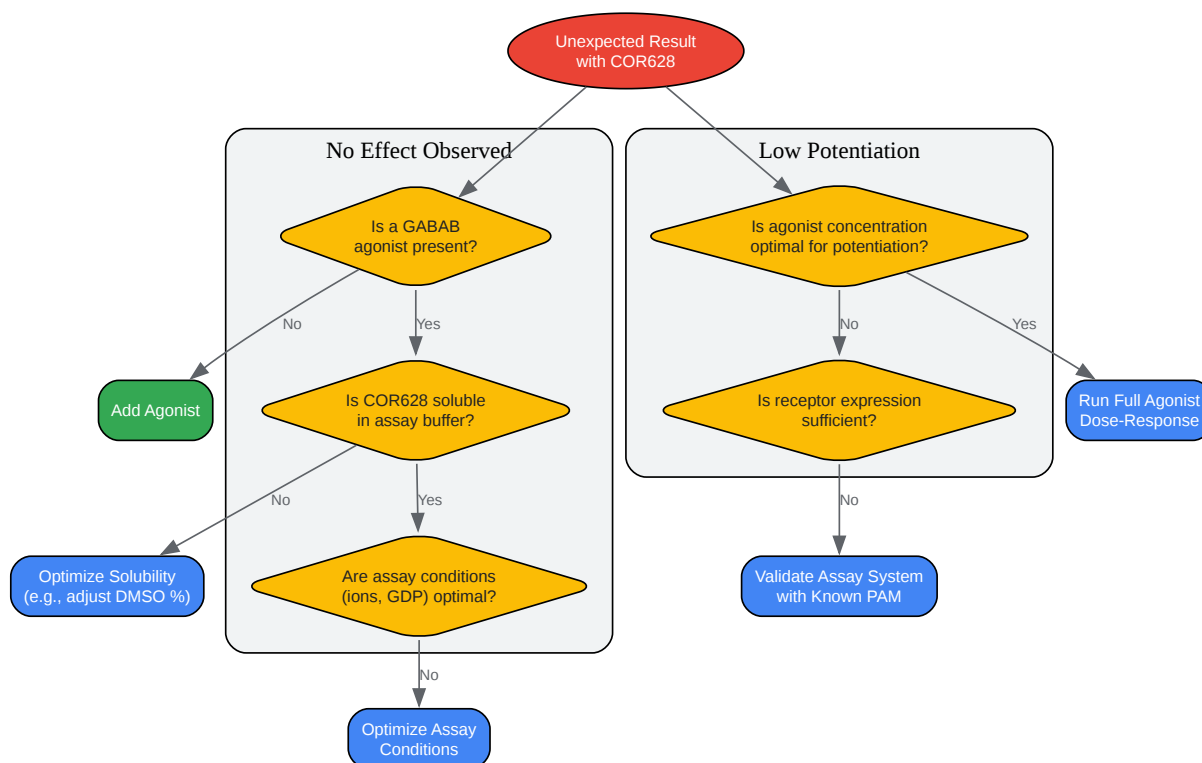 Unexpected Result
with COR628
No Effect Observed
Low Potentiation
Is a GABAB
agonist present?
Is agonist concentration
optimal for potentiation?
No
Yes
No
Yes
Add Agonist
Is COR628 soluble
in assay buffer?
Is receptor expression
sufficient?
Run Full Agonist
Dose-Response
No
Yes
No
Optimize Solubility
(e.g., adjust DMSO %)
Are assay conditions
(ions, GDP) optimal?
Validate Assay System
with Known PAM
No
Optimize Assay
Conditions